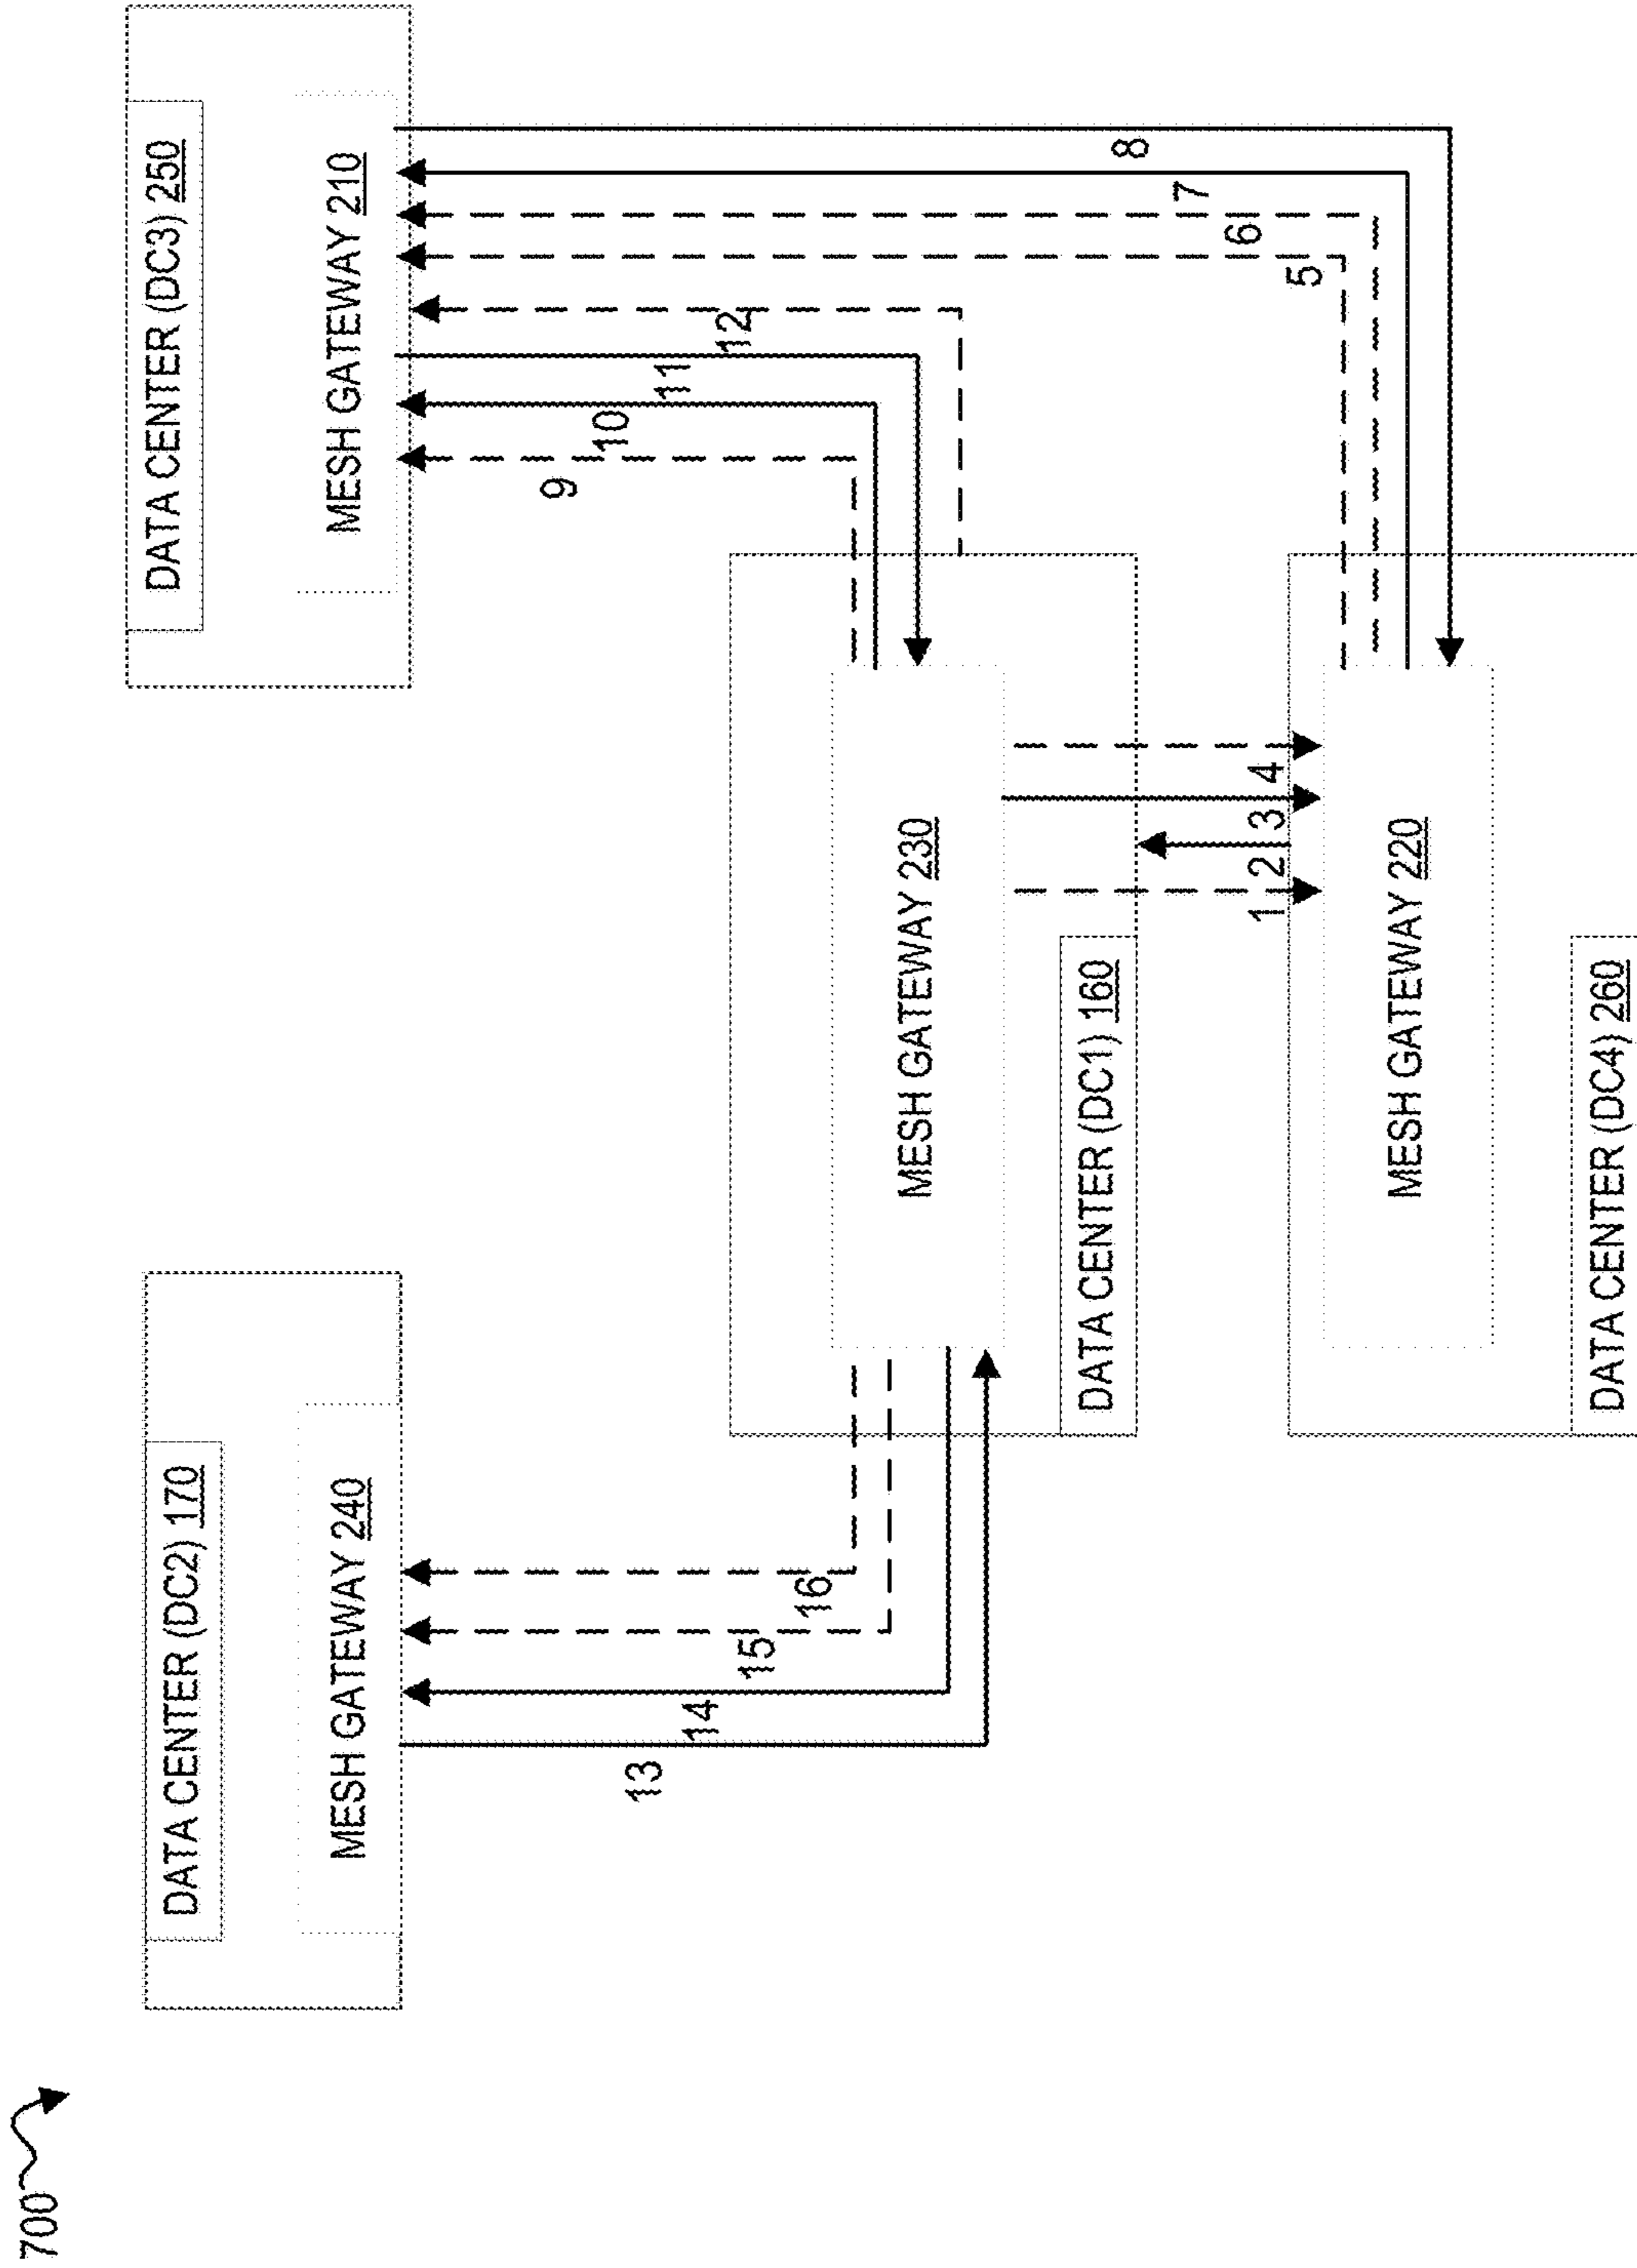 700
DATA CENTER (DC2) 170
MESH GATEWAY 240
DATA CENTER (DC3) 250
MESH GATEWAY 210
13
14
15
16
9
10
11
12
5
6
7
8
MESH GATEWAY 230
DATA CENTER (DC1) 160
1
2
3
4
MESH GATEWAY 220
DATA CENTER (DC4) 260